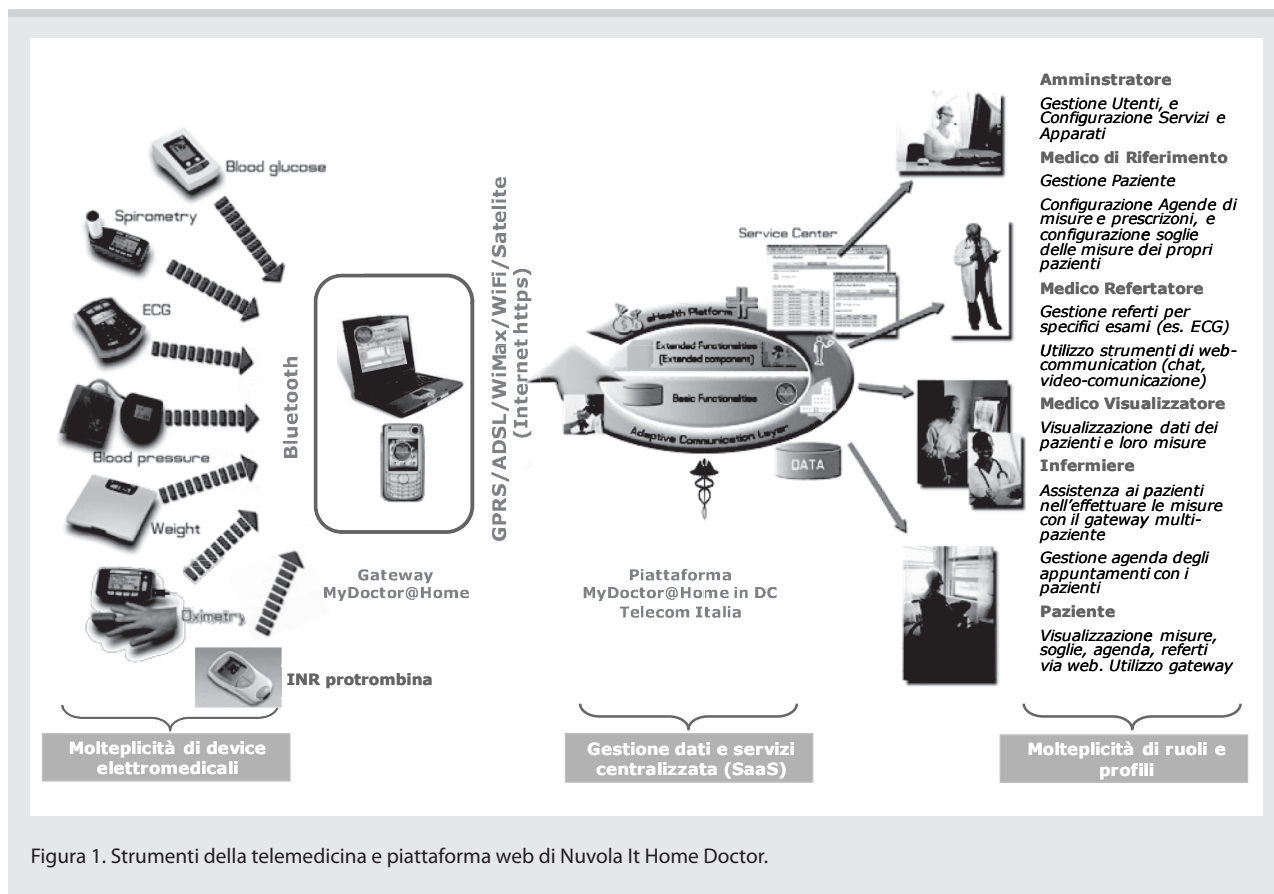 Blood glucose
Spirometry
ECG
Blood pressure
Weight
Oximetry
INR protrombina
Bluetooth
Gateway
MyDoctor@Home
GPRS/ADSL/WiMax/WiFi/Satelite
(Internet https)
Service Center
eHealth Platform
Extended Functionalities
(Extended component)
Basic Functionalities
Adaptive Communication Layer
DATA
Piattaforma
MyDoctor@Home in DC
Telecom Italia
Amminstratore
Gestione Utenti, e
Configurazione Servizi e
Apparati
Medico di Riferimento
Gestione Paziente
Configurazione Agende di
misure e prescrizoni, e
configurazione soglie
delle misure dei propri
pazienti
Medico Refertatore
Gestione referti per
specifici esami (es. ECG)
Utilizzo strumenti di web-
communication (chat,
video-comunicazione)
Medico Visualizzatore
Visualizzazione dati dei
pazienti e loro misure
Infermiere
Assistenza ai pazienti
nell'effettuare le misure
con il gateway multi-
paziente
Gestione agenda degli
appuntamenti con i
pazienti
Paziente
Visualizzazione misure,
soglie, agenda, referti
via web. Utilizzo gateway
Molteplicità di device
elettromedicali
Gestione dati e servizi
centralizzata (SaaS)
Molteplicità di ruoli e
profili
Figura 1. Strumenti della telemedicina e piattaforma web di Nuvola It Home Doctor.